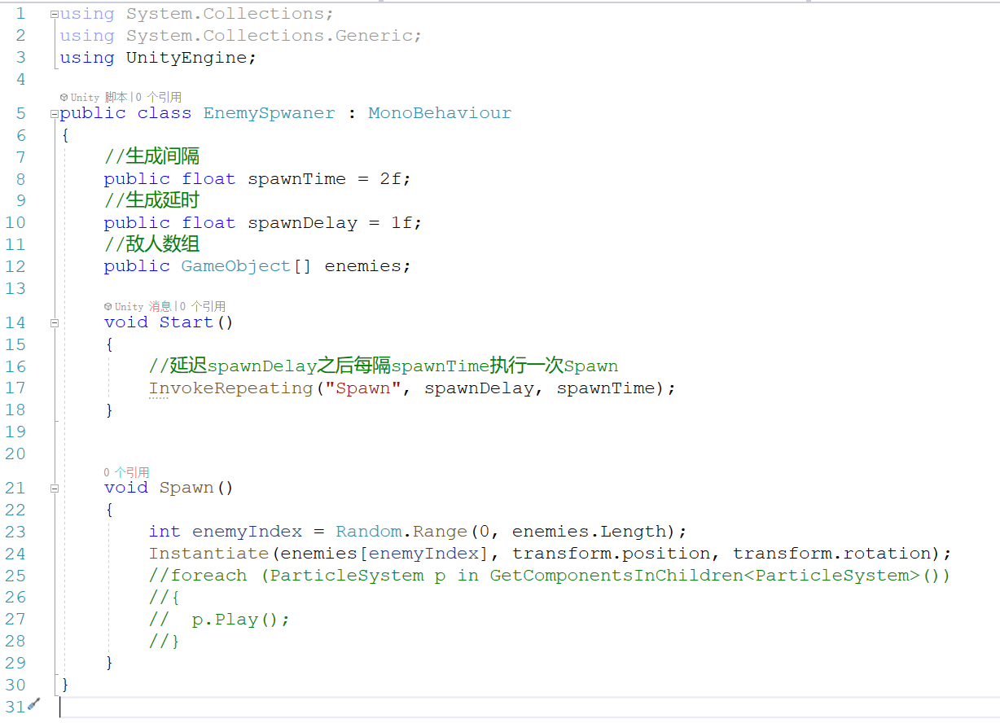 1 using System.Collections;
2 using System.Collections.Generic;
3 using UnityEngine;
4
Unity 脚本|0 个引用
5 public class EnemySpwaner : MonoBehaviour
6 {
7 //生成间隔
8 public float spawnTime = 2f;
9 //生成延时
10 public float spawnDelay = 1f;
11 //敌人数组
12 public GameObject[] enemies;
13
Unity 消息|0 个引用
14 void Start()
15 {
16 //延迟spawnDelay之后每隔spawnTime执行一次Spawn
17 InvokeRepeating("Spawn", spawnDelay, spawnTime);
18 }
19
20
0 个引用
21 void Spawn()
22 {
23 int enemyIndex = Random.Range(0, enemies.Length);
24 Instantiate(enemies[enemyIndex], transform.position, transform.rotation);
25 //foreach (ParticleSystem p in GetComponentsInChildren<ParticleSystem>())
26 //{
27 // p.Play();
28 //}
29 }
30 }
31